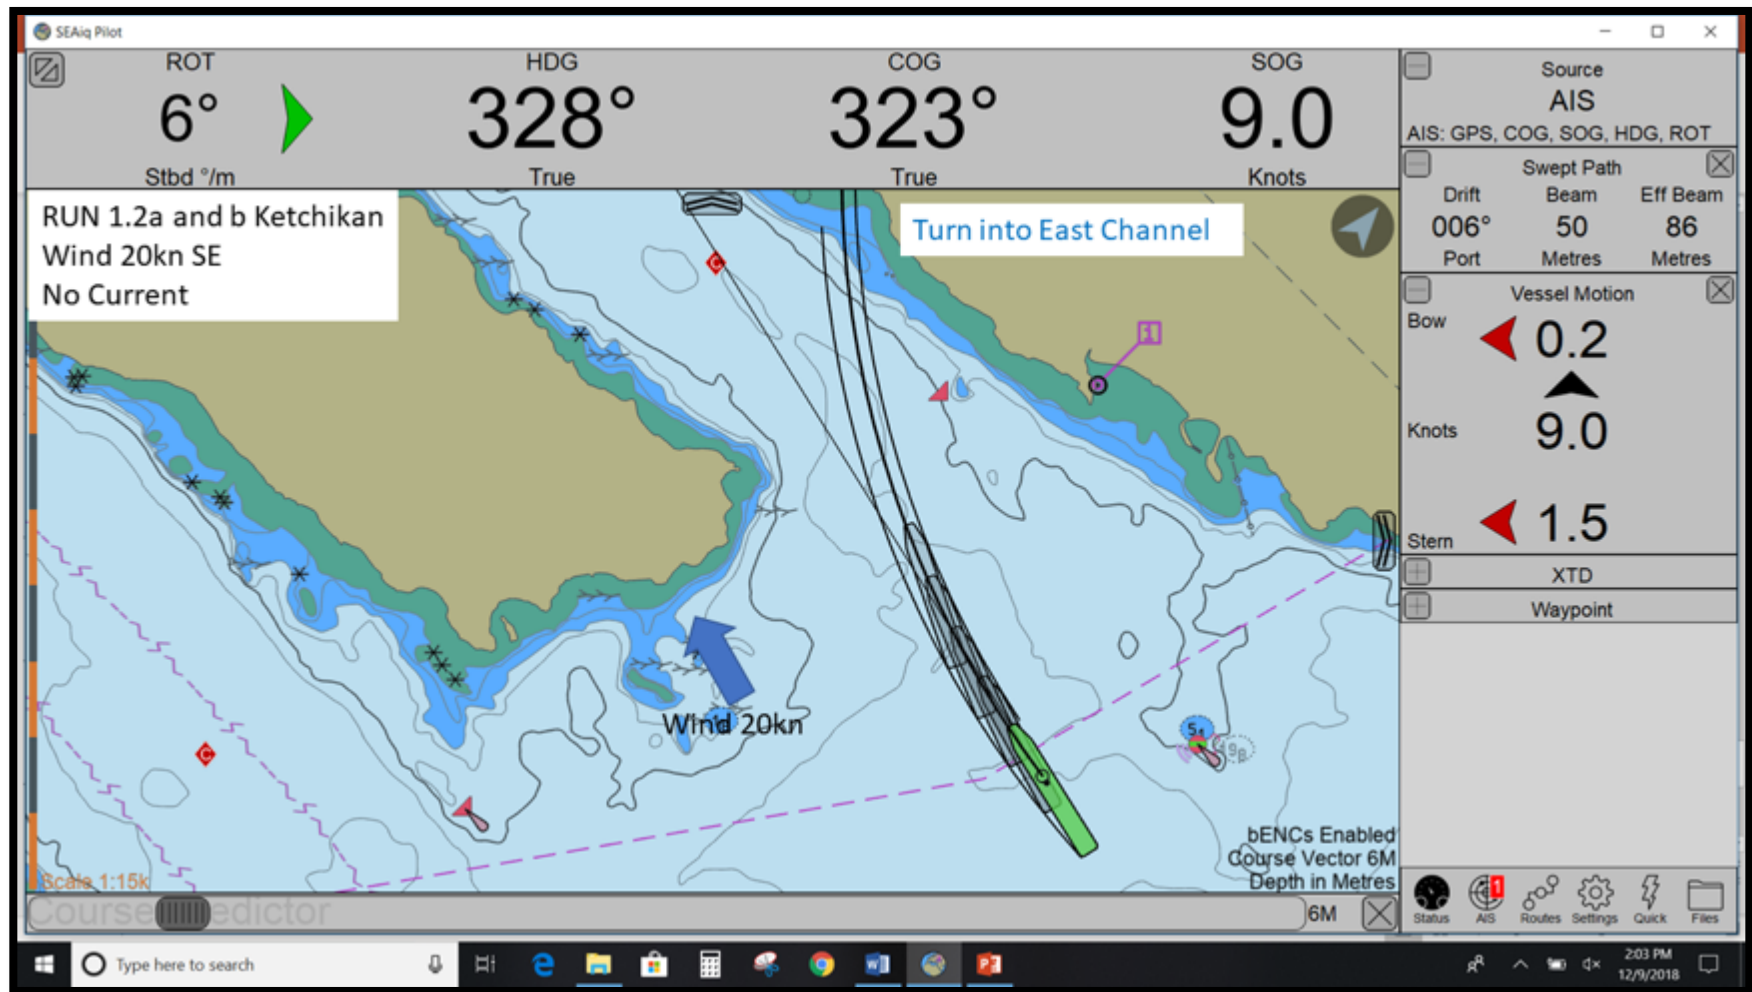 SEAiq Pilot
ROT
6°
Stbd °/m
HDG
328°
True
COG
323°
True
SOG
9.0
Knots
Source
AIS
AIS: GPS, COG, SOG, HDG, ROT
Swept Path
Drift Beam Eff Beam
006° 50 86
Port Metres Metres
Vessel Motion
Bow
0.2
Knots
9.0
Stern
1.5
XTD
Waypoint
RUN 1.2a and b Ketchikan
Wind 20kn SE
No Current
Turn into East Channel
C
1
Wind 20kn
5₄
C
bENCs Enabled
Course Vector 6M
Depth in Metres
Scale 1:15k
6M
Status AIS 1 Routes Settings Quick Files
Type here to search
2:03 PM
12/9/2018